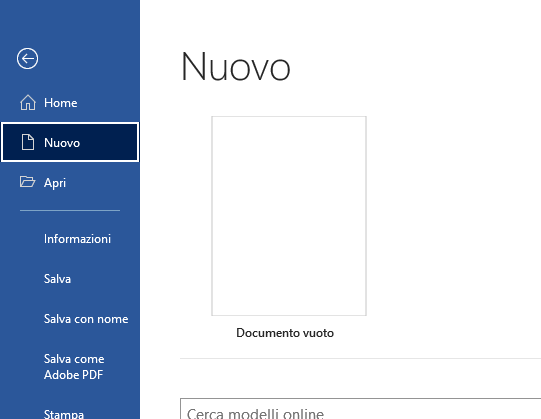 Nuovo
Home
Nuovo
Apri
Informazioni
Salva
Salva con nome
Salva come
Adobe PDF
Stampa
Documento vuoto
Cerca modelli online